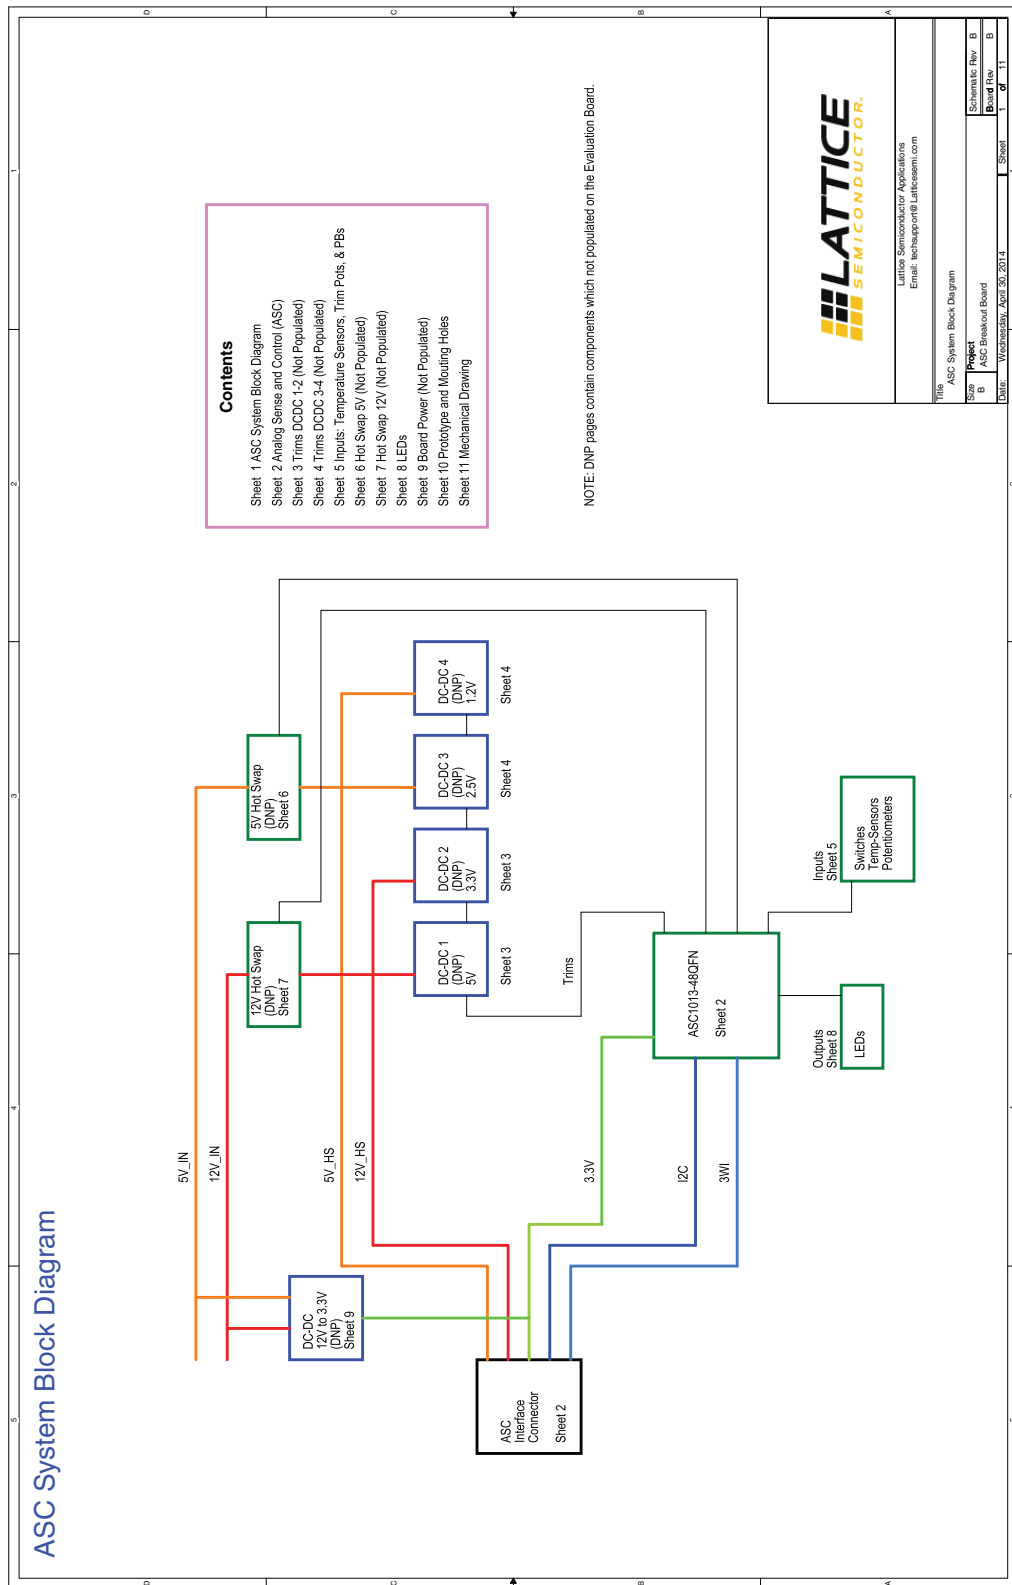 ASC System Block Diagram
5
4
3
2
1
D
C
B
A
5V_IN
12V_IN
DC-DC
12V to 3.3V
(DNP)
Sheet 9
12V Hot Swap
(DNP)
Sheet 7
5V Hot Swap
(DNP)
Sheet 6
5V_HS
12V_HS
DC-DC 1
(DNP)
5V
Sheet 3
DC-DC 2
(DNP)
3.3V
Sheet 3
DC-DC 3
(DNP)
2.5V
Sheet 4
DC-DC 4
(DNP)
1.2V
Sheet 4
ASC
Interface
Connector
Sheet 2
3.3V
I2C
3WI
Trims
ASC1013-48QFN
Sheet 2
Outputs
Sheet 8
LEDs
Inputs
Sheet 5
Switches
Temp-Sensors
Potentiometers
Contents
Sheet 1 ASC System Block Diagram
Sheet 2 Analog Sense and Control (ASC)
Sheet 3 Trims DCDC 1-2 (Not Populated)
Sheet 4 Trims DCDC 3-4 (Not Populated)
Sheet 5 Inputs: Temperature Sensors, Trim Pots, & PBs
Sheet 6 Hot Swap 5V (Not Populated)
Sheet 7 Hot Swap 12V (Not Populated)
Sheet 8 LEDs
Sheet 9 Board Power (Not Populated)
Sheet 10 Prototype and Mouting Holes
Sheet 11 Mechanical Drawing
NOTE: DNP pages contain components which not populated on the Evaluation Board.
LATTICE
SEMICONDUCTOR
Lattice Semiconductor Applications
Email: techsupport@Latticesemi.com
Title
ASC System Block Diagram
Size
B
Project
ASC Breakout Board
Schematic Rev B
Board Rev B
Date: Wednesday, April 30, 2014
Sheet 1 of 11
5
4
3
2
1
D
C
B
A